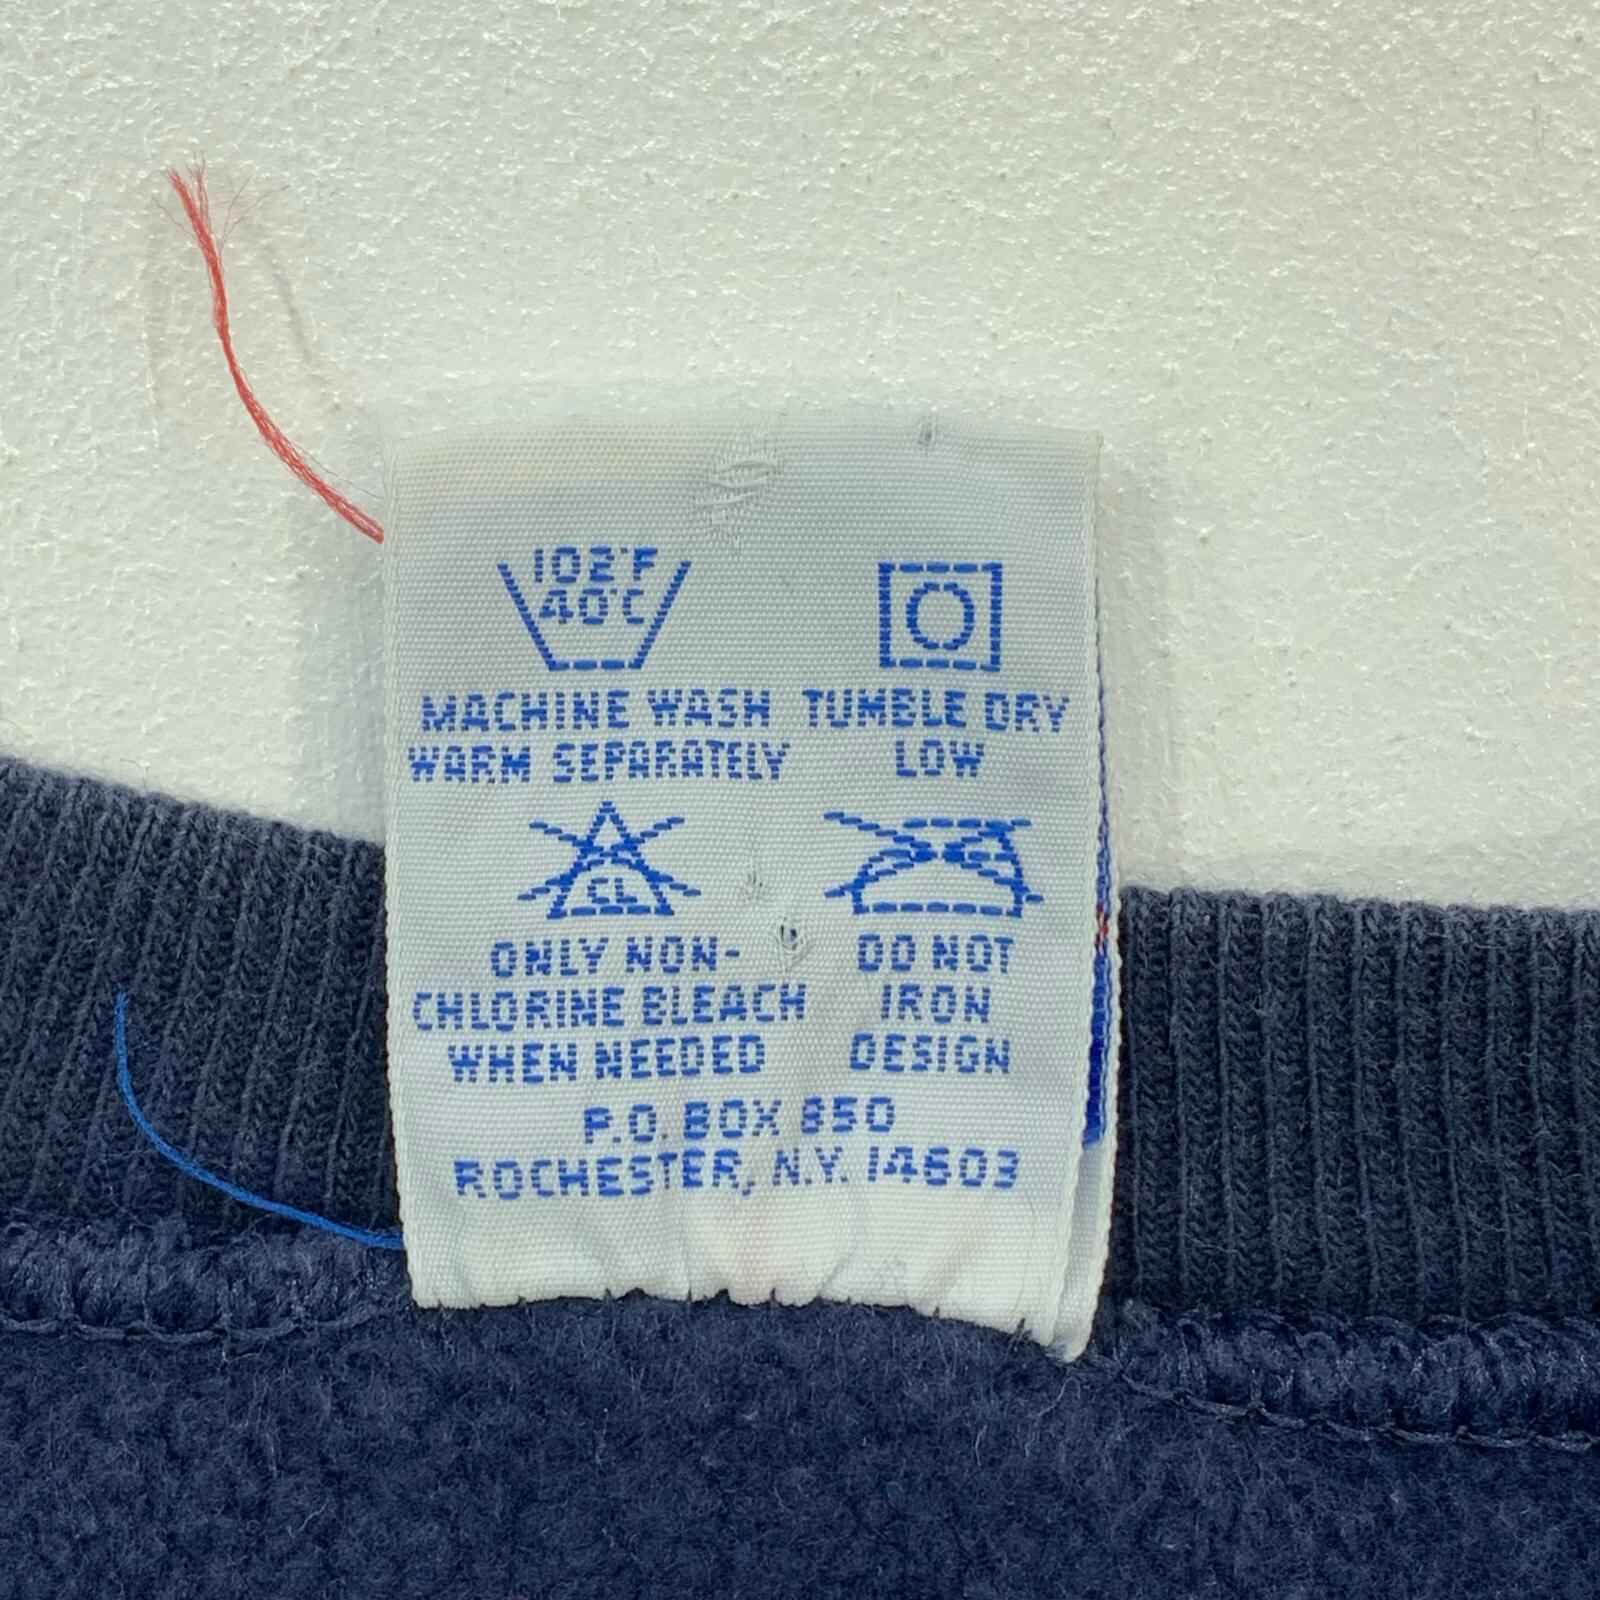 102°F
40°C
MACHINE WASH
WARM SEPARATELY
TUMBLE DRY
LOW
CL
ONLY NON-
CHLORINE BLEACH
WHEN NEEDED
DO NOT
IRON
DESIGN
P.O. BOX 850
ROCHESTER, N.Y. 14603